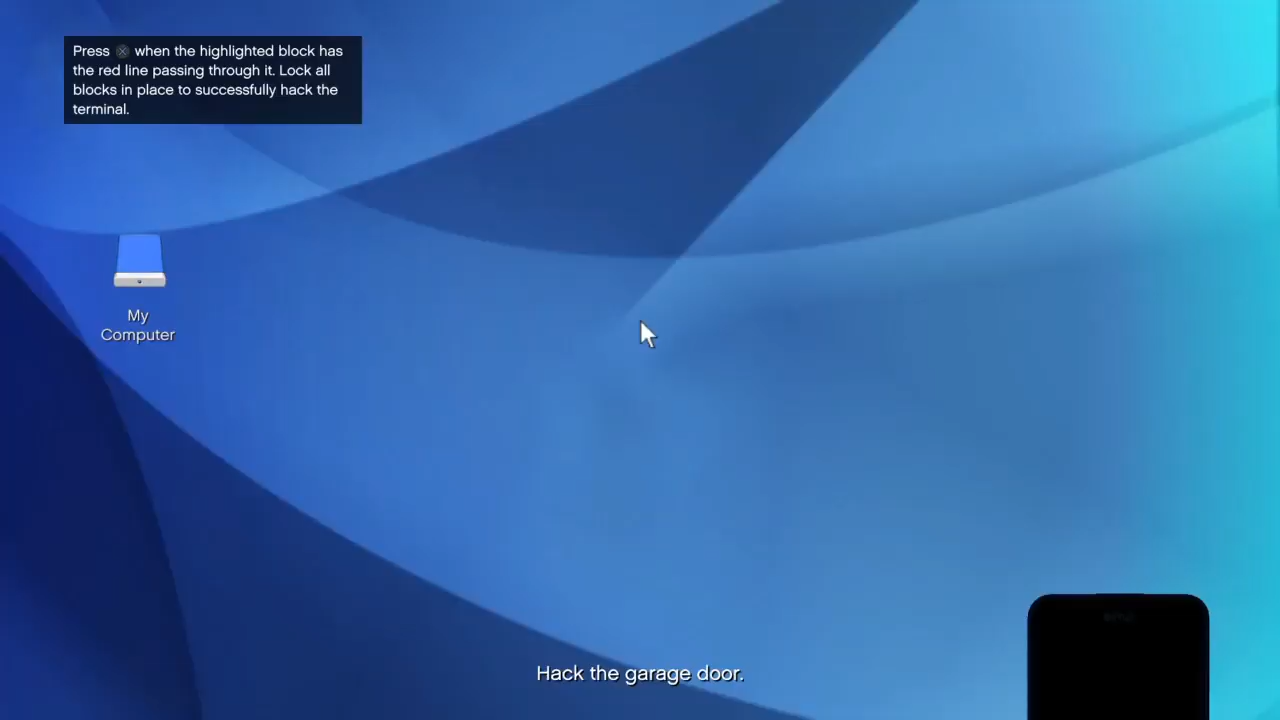 Press ⓧ when the highlighted block has
the red line passing through it. Lock all
blocks in place to successfully hack the
terminal.
My
Computer
Hack the garage door.